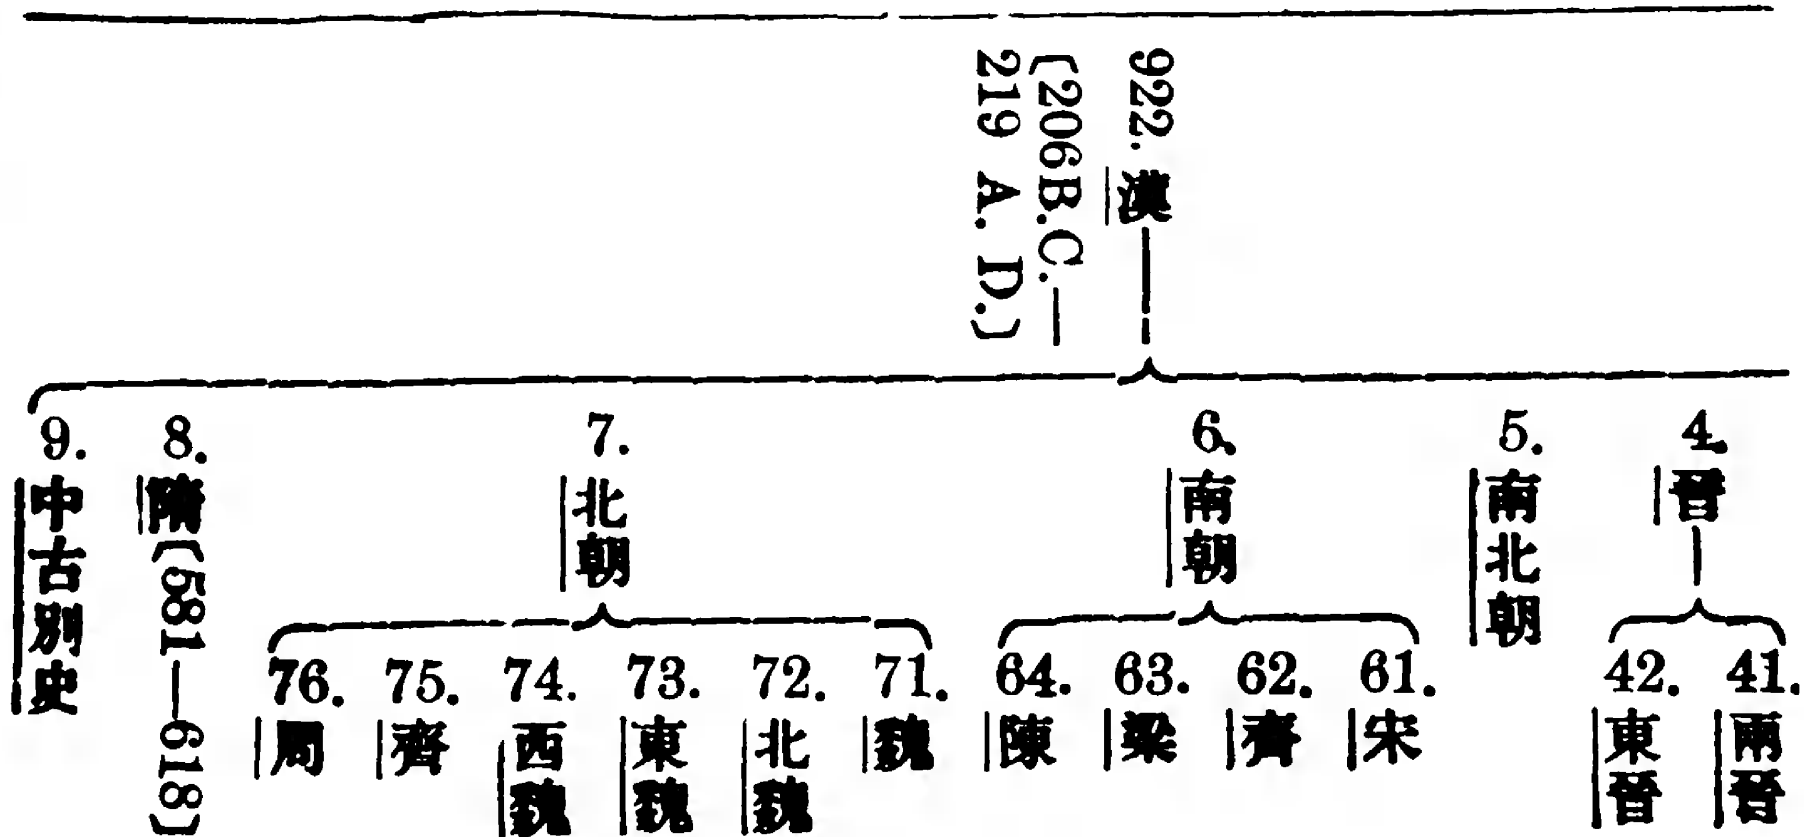 922. 漢
〔206B.C.—
219 A. D.〕
4. 晉
41. 兩晉
42. 東晉
5. 南北朝
6. 南朝
61. 宋
62. 齊
63. 梁
64. 陳
7. 北朝
71. 魏
72. 北魏
73. 東魏
74. 西魏
75. 齊
76. 周
8. 隋〔581—618〕
9. 中古別史